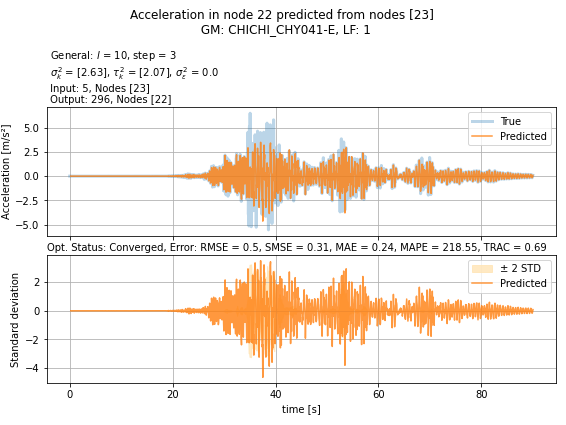 Acceleration in node 22 predicted from nodes [23]
GM: CHICHI_CHY041-E, LF: 1
General: l = 10, step = 3
σ²ₖ = [2.63], τ²ₖ = [2.07], σ²ε = 0.0
Input: 5, Nodes [23]
Output: 296, Nodes [22]
Acceleration [m/s²]
5.0
2.5
0.0
−2.5
−5.0
True
Predicted
Opt. Status: Converged, Error: RMSE = 0.5, SMSE = 0.31, MAE = 0.24, MAPE = 218.55, TRAC = 0.69
Standard deviation
2
0
−2
−4
± 2 STD
Predicted
0 20 40 60 80
time [s]